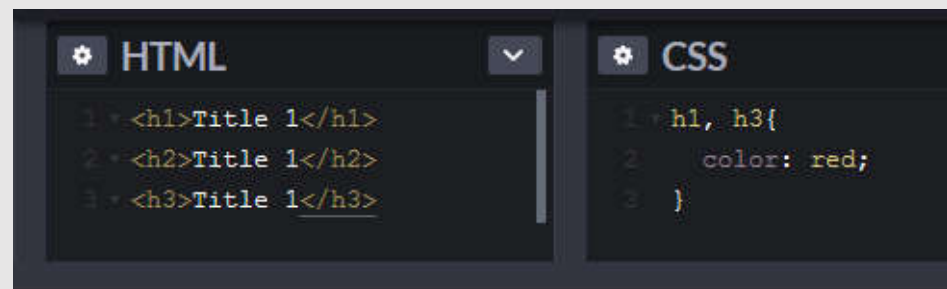 HTML
1 <h1>Title 1</h1>
2 <h2>Title 1</h2>
3 <h3>Title 1</h3>
CSS
1 h1, h3{
2 color: red;
3 }